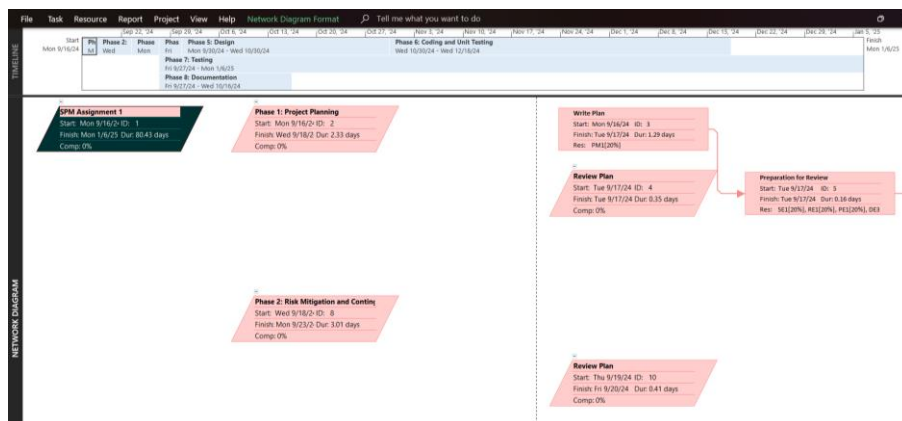 File Task Resource Report Project View Help Network Diagram Format Tell me what you want to do
Sep 22, '24 Sep 29, '24 Oct 6, '24 Oct 13, '24 Oct 20, '24 Oct 27, '24 Nov 3, '24 Nov 10, '24 Nov 17, '24 Nov 24, '24 Dec 1, '24 Dec 8, '24 Dec 15, '24 Dec 22, '24 Dec 29, '24 Jan 5, '25
TIMELINE
Start
Mon 9/16/24
Ph
M
Phase 2:
Wed
Phase
Mon
Phas
Fri
Phase 5: Design
Mon 9/30/24 - Wed 10/30/24
Phase 6: Coding and Unit Testing
Wed 10/30/24 - Wed 12/18/24
Finish
Mon 1/6/25
Phase 7: Testing
Fri 9/27/24 - Mon 1/6/25
Phase 8: Documentation
Fri 9/27/24 - Wed 10/16/24
NETWORK DIAGRAM
SPM Assignment 1
Start: Mon 9/16/2 ID: 1
Finish: Mon 1/6/25 Dur: 80.43 days
Comp: 0%
Phase 1: Project Planning
Start: Mon 9/16/2 ID: 2
Finish: Wed 9/18/2 Dur: 2.33 days
Comp: 0%
Write Plan
Start: Mon 9/16/24 ID: 3
Finish: Tue 9/17/24 Dur: 1.29 days
Res: PM1[20%]
Review Plan
Start: Tue 9/17/24 ID: 4
Finish: Tue 9/17/24 Dur: 0.35 days
Comp: 0%
Preparation for Review
Start: Tue 9/17/24 ID: 5
Finish: Tue 9/17/24 Dur: 0.16 days
Res: SE1[20%], RE1[20%], PE1[20%], DE3
Phase 2: Risk Mitigation and Conting
Start: Wed 9/18/2 ID: 8
Finish: Mon 9/23/2 Dur: 3.01 days
Comp: 0%
Review Plan
Start: Thu 9/19/24 ID: 10
Finish: Fri 9/20/24 Dur: 0.41 days
Comp: 0%